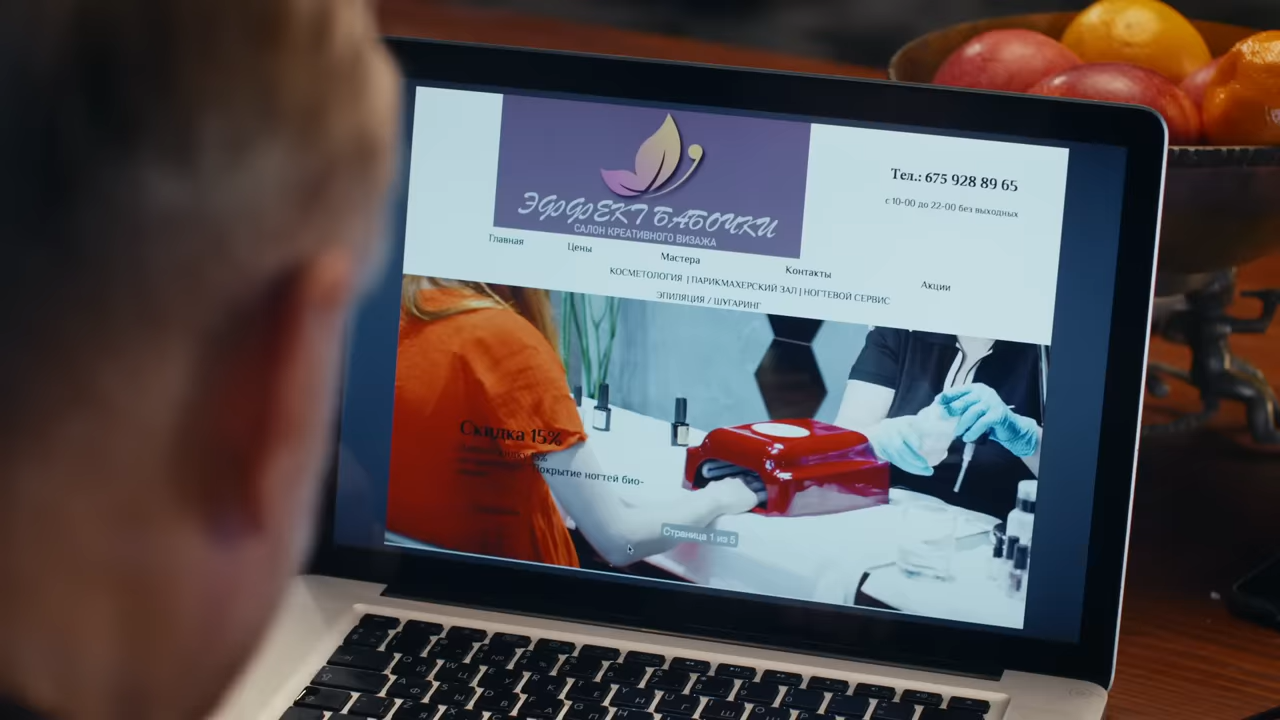 ЭФФЕКТ БАБОЧКИ
САЛОН КРЕАТИВНОГО ВИЗАЖА
Тел.: 675 928 89 65
с 10-00 до 22-00 без выходных
Главная Цены Мастера Контакты Акции
КОСМЕТОЛОГИЯ | ПАРИКМАХЕРСКИЙ ЗАЛ | НОГТЕВОЙ СЕРВИС
ЭПИЛЯЦИЯ / ШУГАРИНГ
Скидка 15%
Покрытие ногтей био-
Страница 1 из 5